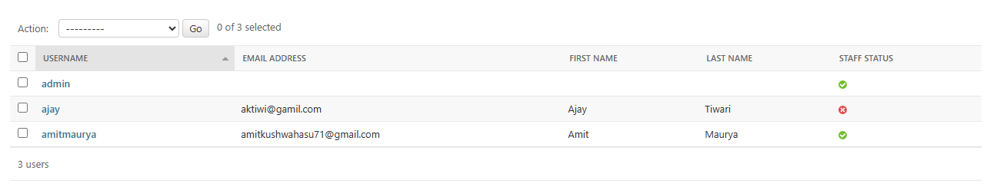 Action: --------- Go 0 of 3 selected
USERNAME EMAIL ADDRESS FIRST NAME LAST NAME STAFF STATUS
admin
ajay aktiwi@gamil.com Ajay Tiwari
amitmaurya amitkushwahasu71@gmail.com Amit Maurya
3 users